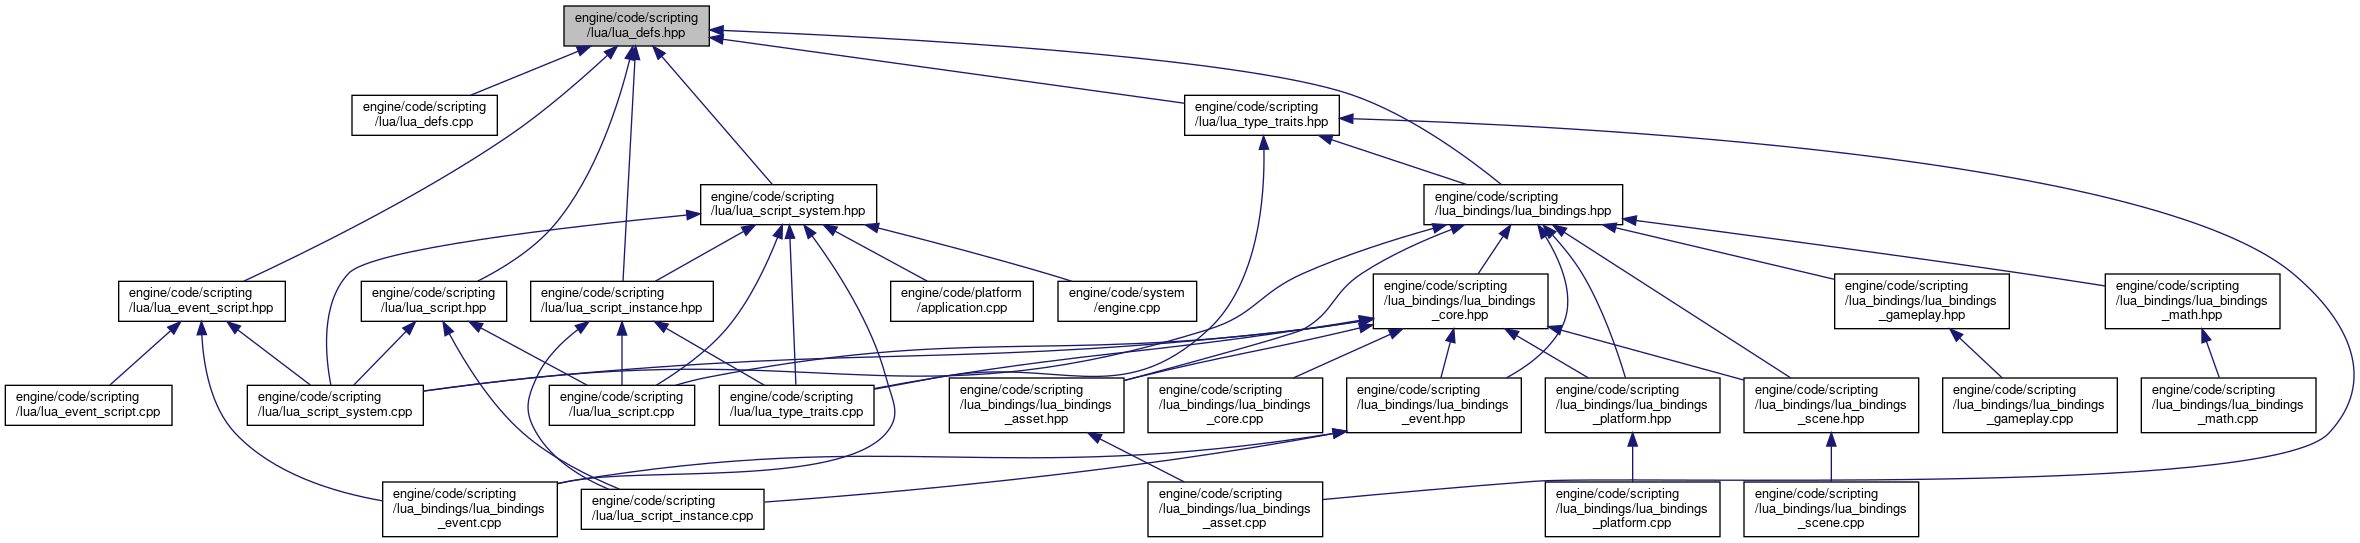 engine/code/scripting
/lua/lua_defs.hpp
engine/code/scripting
/lua/lua_defs.cpp
engine/code/scripting
/lua/lua_type_traits.hpp
engine/code/scripting
/lua/lua_script_system.hpp
engine/code/scripting
/lua_bindings/lua_bindings.hpp
engine/code/scripting
/lua/lua_event_script.hpp
engine/code/scripting
/lua/lua_script.hpp
engine/code/scripting
/lua/lua_script_instance.hpp
engine/code/platform
/application.cpp
engine/code/system
/engine.cpp
engine/code/scripting
/lua_bindings/lua_bindings
_core.hpp
engine/code/scripting
/lua_bindings/lua_bindings
_gameplay.hpp
engine/code/scripting
/lua_bindings/lua_bindings
_math.hpp
engine/code/scripting
/lua/lua_event_script.cpp
engine/code/scripting
/lua/lua_script_system.cpp
engine/code/scripting
/lua/lua_script.cpp
engine/code/scripting
/lua/lua_type_traits.cpp
engine/code/scripting
/lua_bindings/lua_bindings
_asset.hpp
engine/code/scripting
/lua_bindings/lua_bindings
_core.cpp
engine/code/scripting
/lua_bindings/lua_bindings
_event.hpp
engine/code/scripting
/lua_bindings/lua_bindings
_platform.hpp
engine/code/scripting
/lua_bindings/lua_bindings
_scene.hpp
engine/code/scripting
/lua_bindings/lua_bindings
_gameplay.cpp
engine/code/scripting
/lua_bindings/lua_bindings
_math.cpp
engine/code/scripting
/lua_bindings/lua_bindings
_event.cpp
engine/code/scripting
/lua/lua_script_instance.cpp
engine/code/scripting
/lua_bindings/lua_bindings
_asset.cpp
engine/code/scripting
/lua_bindings/lua_bindings
_platform.cpp
engine/code/scripting
/lua_bindings/lua_bindings
_scene.cpp